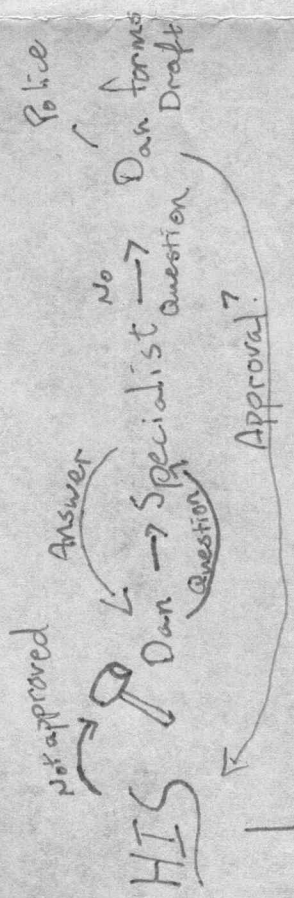 Not approved
HIS
Answer
Dan → Specialist →
Question
No
Question
Police
Dan forms
Draft
Approval?